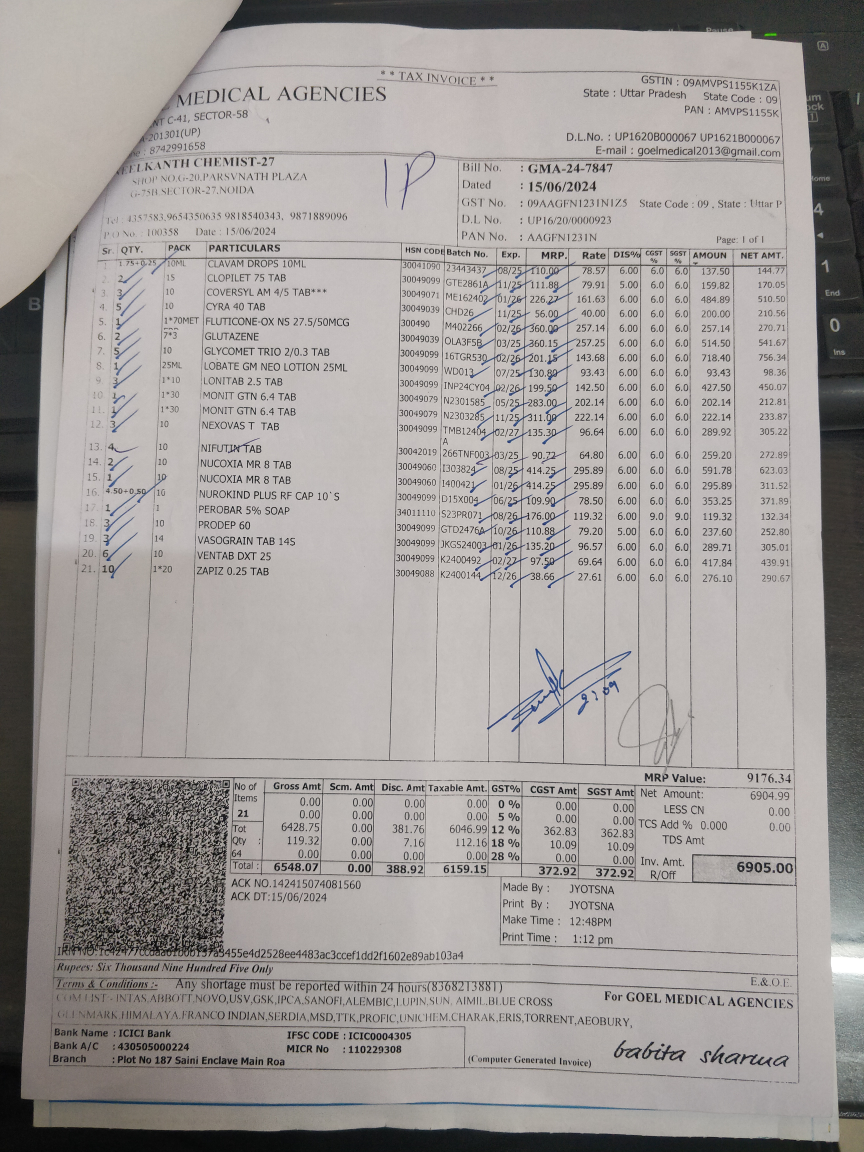 * * TAX INVOICE * *
GSTIN : 09AMVPS1155K1ZA
State : Uttar Pradesh State Code : 09
PAN : AMVPS1155K
MEDICAL AGENCIES
C-41, SECTOR-58
201301(UP)
8742991658
D.L.No. : UP1620B000067 UP1621B000067
E-mail : goelmedical2013@gmail.com
CHEMIST-27
SHOP NO.G-20,PARSVNATH PLAZA
G-75B SECTOR-27,NOIDA
Tel : 4357583,9654350635 9818540343, 9871889096
P.O No. : 100358 Date : 15/06/2024
IP
Bill No. : GMA-24-7847
Dated : 15/06/2024
GST No. : 09AAGFN1231N1Z5 State Code : 09 , State : Uttar P
D.L No. : UP16/20/0000923
PAN No. : AAGFN1231N
Page: 1 of 1
Sr. QTY. PACK PARTICULARS HSN CODE Batch No. Exp. MRP. Rate DIS% CGST % SGST % AMOUN NET AMT.
1.75+0.25 10ML CLAVAM DROPS 10ML 30041090 23443437 08/25 110.00 78.57 6.00 6.0 6.0 137.50 144.77
2. 2 15 CLOPILET 75 TAB 30049099 GTE2861A 11/25 111.88 79.91 5.00 6.0 6.0 159.82 170.05
3. 3 10 COVERSYL AM 4/5 TAB*** 30049071 ME162402 01/26 226.27 161.63 6.00 6.0 6.0 484.89 510.50
4. 5 10 CYRA 40 TAB 30049039 CHD26 11/25 56.00 40.00 6.00 6.0 6.0 200.00 210.56
5. 1 1*70MET FLUTICONE-OX NS 27.5/50MCG 300490 M402266 02/26 360.00 257.14 6.00 6.0 6.0 257.14 270.71
6. 2 7*3 GLUTAZENE 30049039 OLA3F5B 03/25 360.15 257.25 6.00 6.0 6.0 514.50 541.67
7. 5 10 GLYCOMET TRIO 2/0.3 TAB 30049099 16TGR530 02/26 201.15 143.68 6.00 6.0 6.0 718.40 756.34
8. 1 25ML LOBATE GM NEO LOTION 25ML 30049099 WD013 07/25 130.80 93.43 6.00 6.0 6.0 93.43 98.36
9. 3 1*10 LONITAB 2.5 TAB 30049099 INP24CY04 02/26 199.50 142.50 6.00 6.0 6.0 427.50 450.07
10. 1 1*30 MONIT GTN 6.4 TAB 30049079 N2301585 05/25 283.00 202.14 6.00 6.0 6.0 202.14 212.81
11. 1 1*30 MONIT GTN 6.4 TAB 30049079 N2303285 11/25 311.00 222.14 6.00 6.0 6.0 222.14 233.87
12. 3 10 NEXOVAS T TAB 30049099 TMB12404 02/27 135.30 96.64 6.00 6.0 6.0 289.92 305.22
A
13. 4 10 NIFUTIN TAB 30042019 266TNF003 03/25 90.72 64.80 6.00 6.0 6.0 259.20 272.89
14. 2 10 NUCOXIA MR 8 TAB 30049060 I303824 08/25 414.25 295.89 6.00 6.0 6.0 591.78 623.03
15. 1 10 NUCOXIA MR 8 TAB 30049060 I400421 01/26 414.25 295.89 6.00 6.0 6.0 295.89 311.52
16. 4.50+0.50 10 NUROKIND PLUS RF CAP 10`S 30049099 D15X004 06/25 109.90 78.50 6.00 6.0 6.0 353.25 371.89
17. 1 1 PEROBAR 5% SOAP 34011110 S23PR071 08/26 176.00 119.32 6.00 9.0 9.0 119.32 132.34
18. 3 10 PRODEP 60 30049099 GTD2476A 10/26 110.88 79.20 5.00 6.0 6.0 237.60 252.80
19. 3 14 VASOGRAIN TAB 14S 30049099 JKGS24003 01/26 135.20 96.57 6.00 6.0 6.0 289.71 305.01
20. 6 10 VENTAB DXT 25 30049099 K2400492 02/27 97.50 69.64 6.00 6.0 6.0 417.84 439.91
21. 10 1*20 ZAPIZ 0.25 TAB 30049088 K2400144 12/26 38.66 27.61 6.00 6.0 6.0 276.10 290.67
MRP Value: 9176.34
No of Items 21 Tot Qty : 64
Gross Amt Scm. Amt Disc. Amt Taxable Amt. GST% CGST Amt SGST Amt
0.00 0.00 0.00 0.00 0 % 0.00 0.00
0.00 0.00 0.00 0.00 5 % 0.00 0.00
6428.75 0.00 381.76 6046.99 12 % 362.83 362.83
119.32 0.00 7.16 112.16 18 % 10.09 10.09
0.00 0.00 0.00 0.00 28 % 0.00 0.00
Total : 6548.07 0.00 388.92 6159.15 372.92 372.92
Net Amount: 6904.99
LESS CN 0.00
TCS Add % 0.000 0.00
TDS Amt
Inv. Amt. R/Off 6905.00
ACK NO.142415074081560
ACK DT:15/06/2024
Made By : JYOTSNA
Print By : JYOTSNA
Make Time : 12:48PM
Print Time : 1:12 pm
Rupees: Six Thousand Nine Hundred Five Only
Terms & Conditions :- Any shortage must be reported within 24 hours(8368213881)
E.& O.E.
COM LIST - INTAS,ABBOTT,NOVO,USV,GSK,IPCA,SANOFI,ALEMBIC,LUPIN,SUN, AIMIL,BLUE CROSS
GLENMARK,HIMALAYA,FRANCO INDIAN,SERDIA,MSD,TTK,PROFIC,UNICHEM,CHARAK,ERIS,TORRENT,AEOBURY,
For GOEL MEDICAL AGENCIES
Bank Name : ICICI Bank IFSC CODE : ICIC0004305
Bank A/C : 430505000224 MICR No : 110229308
Branch : Plot No 187 Saini Enclave Main Roa
(Computer Generated Invoice)
babita sharma